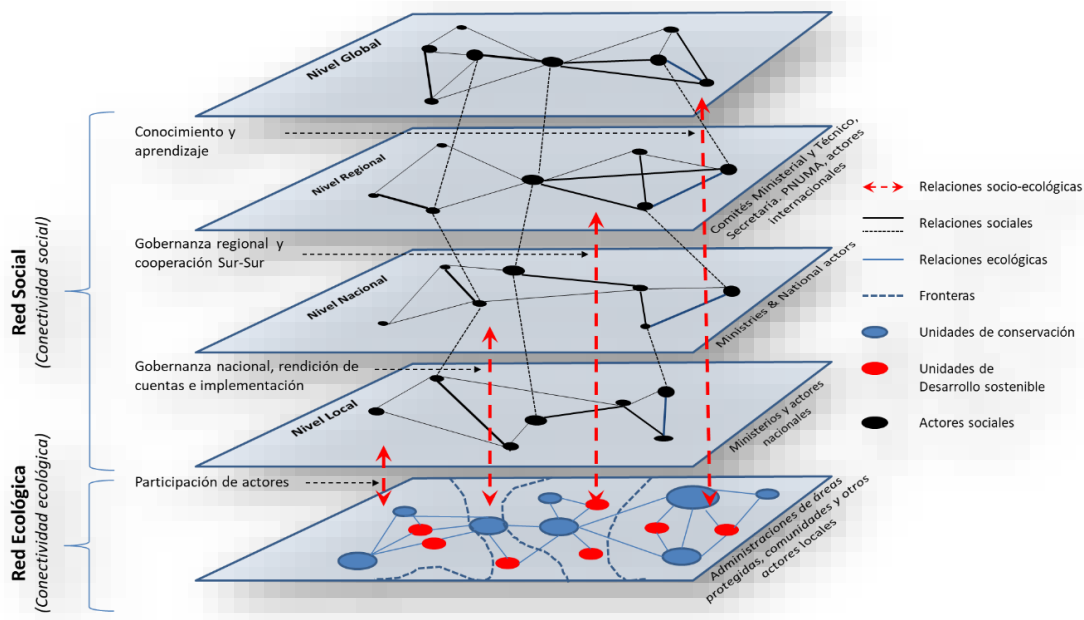 Nivel Global
Conocimiento y
aprendizaje
Nivel Regional
Comités Ministerial y Técnico,
Secretaría. PNUMA, actores
internacionales
Gobernanza regional y
cooperación Sur-Sur
Nivel Nacional
Ministries & National actors
Gobernanza nacional, rendición de
cuentas e implementación
Nivel Local
Ministerios y actores
nacionales
Participación de actores
Administraciones de áreas
protegidas, comunidades y otros
actores locales
Red Social
(Conectividad social)
Red Ecológica
(Conectividad ecológica)
Relaciones socio-ecológicas
Relaciones sociales
Relaciones ecológicas
Fronteras
Unidades de conservación
Unidades de
Desarrollo sostenible
Actores sociales